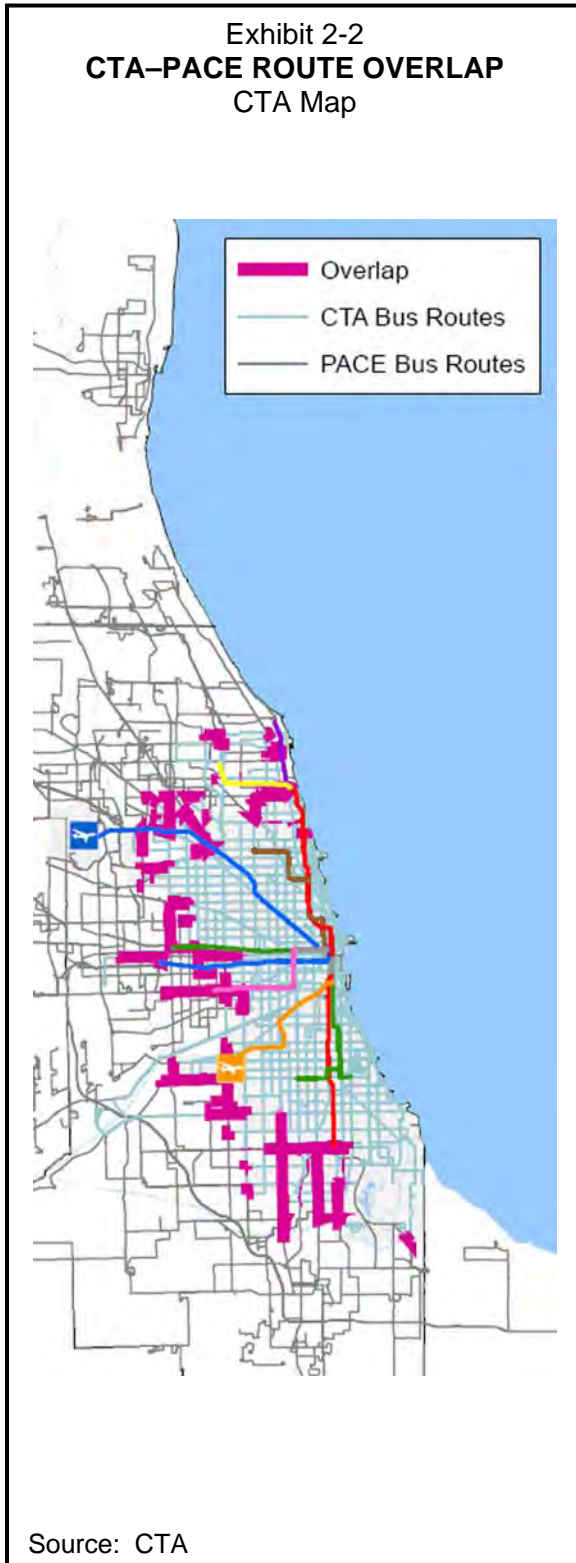 Exhibit 2-2
CTA–PACE ROUTE OVERLAP
CTA Map
Overlap
CTA Bus Routes
PACE Bus Routes
Source: CTA